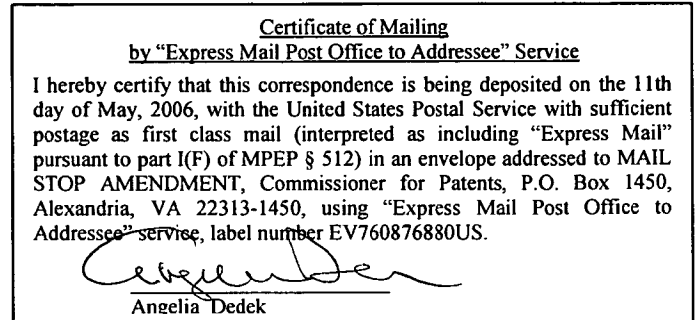 Certificate of Mailing
by “Express Mail Post Office to Addressee” Service
I hereby certify that this correspondence is being deposited on the 11th
day of May, 2006, with the United States Postal Service with sufficient
postage as first class mail (interpreted as including “Express Mail”
pursuant to part I(F) of MPEP § 512) in an envelope addressed to MAIL
STOP AMENDMENT, Commissioner for Patents, P.O. Box 1450,
Alexandria, VA 22313-1450, using “Express Mail Post Office to
Addressee” service, label number EV760876880US.
Angelia Dedek